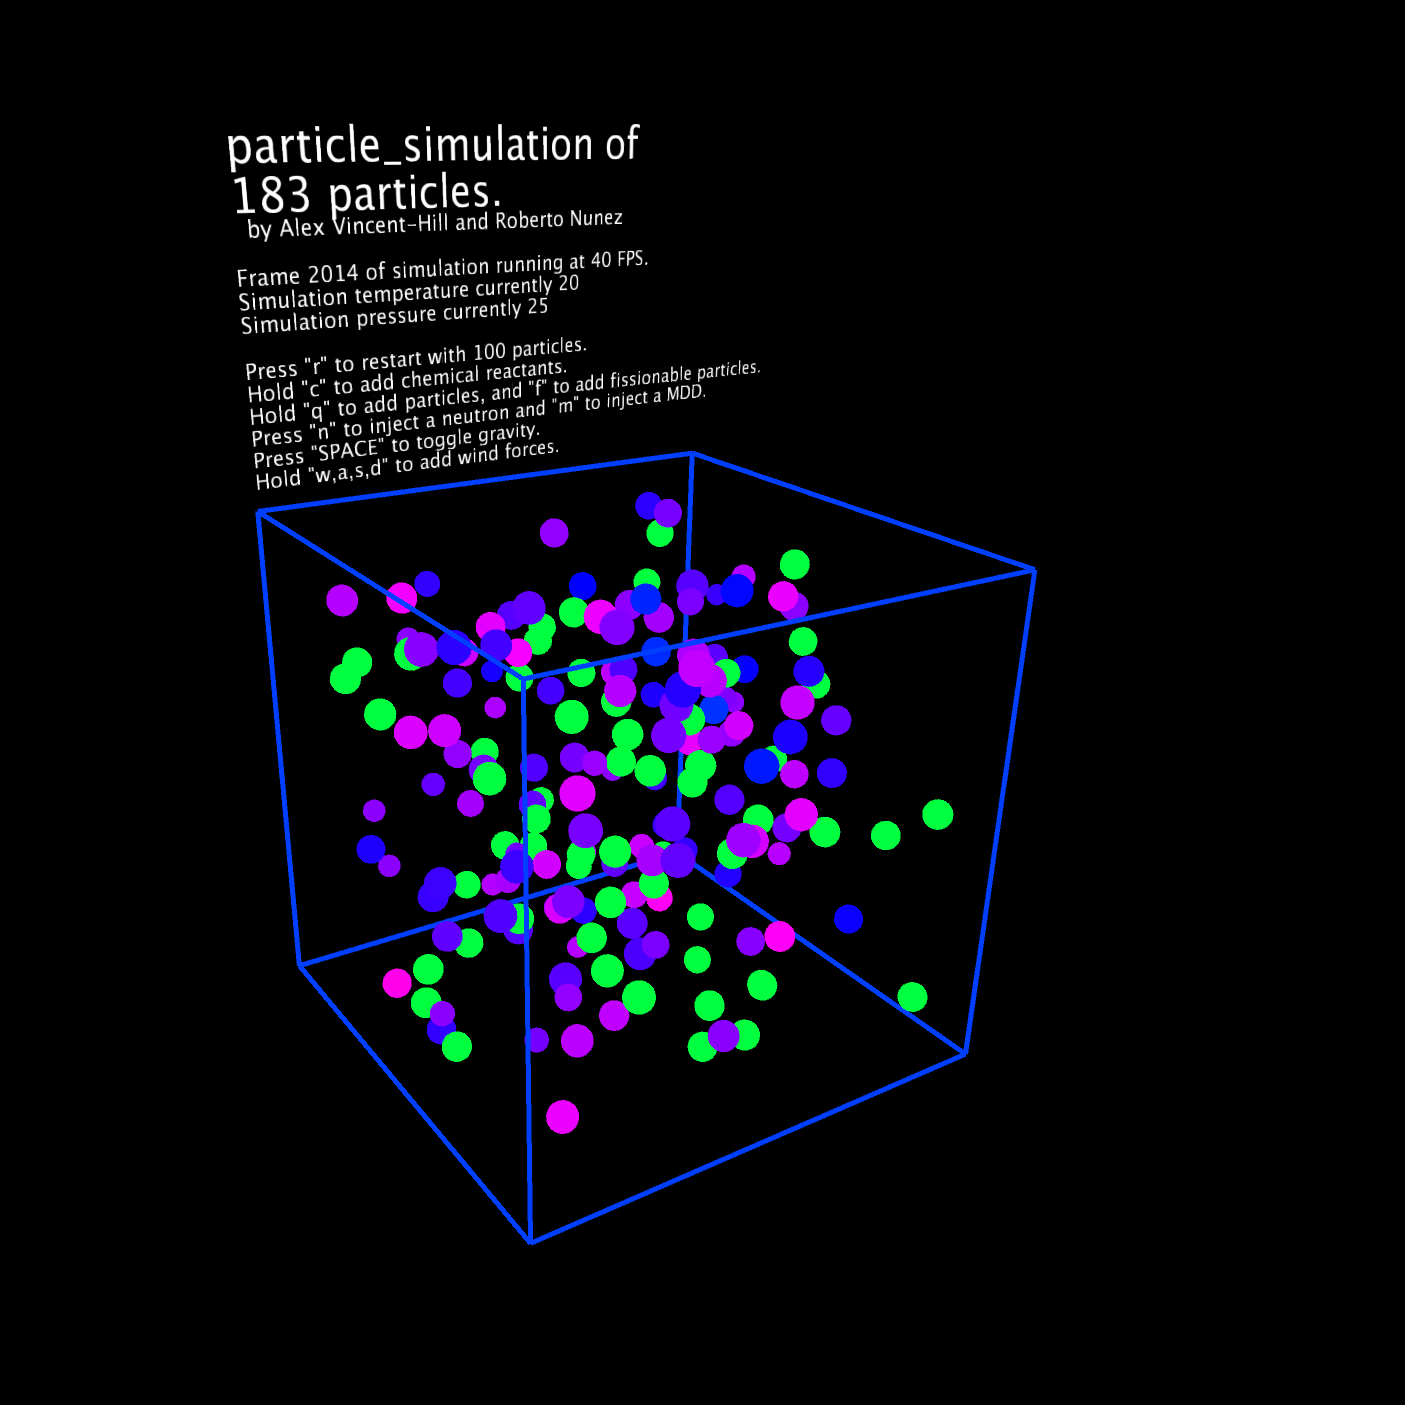 particle_simulation of
183 particles.
by Alex Vincent-Hill and Roberto Nunez
Frame 2014 of simulation running at 40 FPS.
Simulation temperature currently 20
Simulation pressure currently 25
Press "r" to restart with 100 particles.
Hold "c" to add chemical reactants.
Hold "q" to add particles, and "f" to add fissionable particles.
Press "n" to inject a neutron and "m" to inject a MDD.
Press "SPACE" to toggle gravity.
Hold "w,a,s,d" to add wind forces.